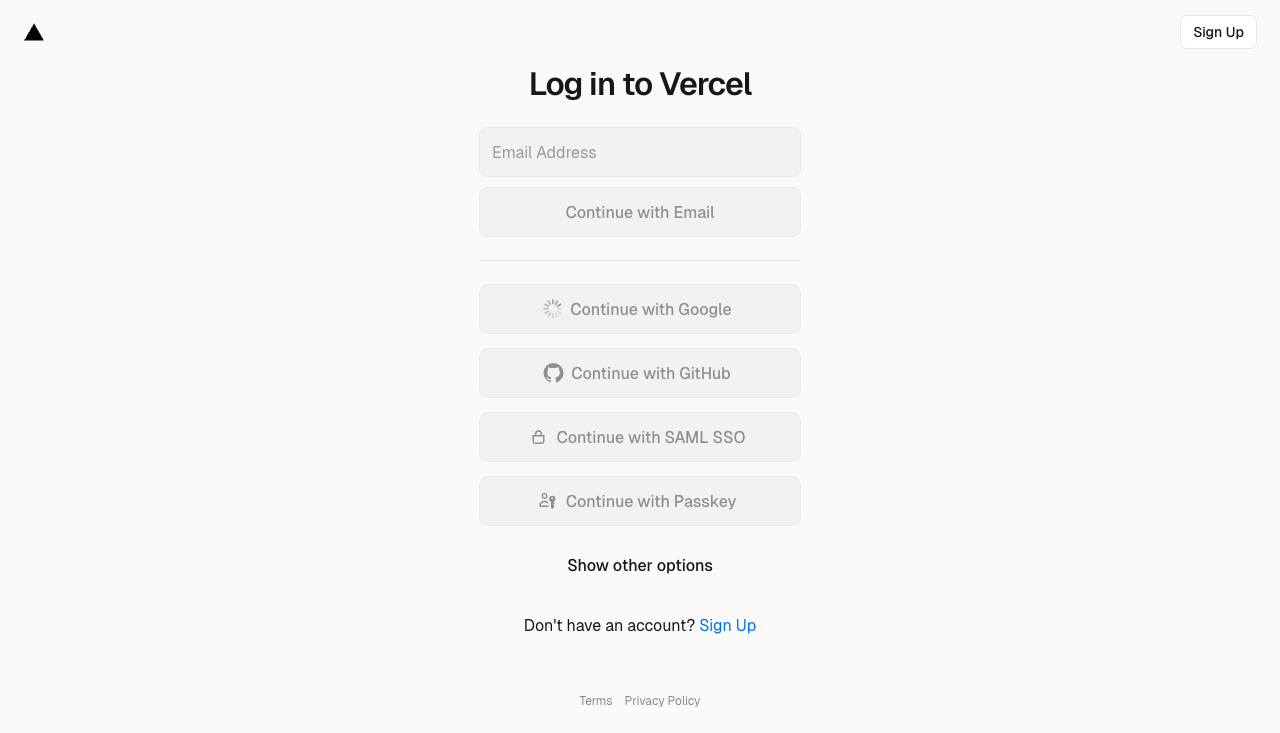 Sign Up
Log in to Vercel
Email Address
Continue with Email
Continue with Google
Continue with GitHub
Continue with SAML SSO
Continue with Passkey
Show other options
Don't have an account? Sign Up
Terms Privacy Policy